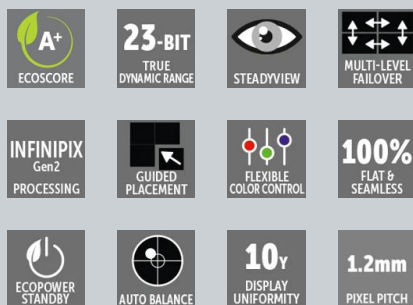 A+
ECOSCORE
23-BIT
TRUE
DYNAMIC RANGE
STEADYVIEW
MULTI-LEVEL
FAILOVER
INFINIPIX
Gen2
PROCESSING
GUIDED
PLACEMENT
FLEXIBLE
COLOR CONTROL
100%
FLAT &
SEAMLESS
ECOPOWER
STANDBY
AUTO BALANCE
10Y
DISPLAY
UNIFORMITY
1.2mm
PIXEL PITCH